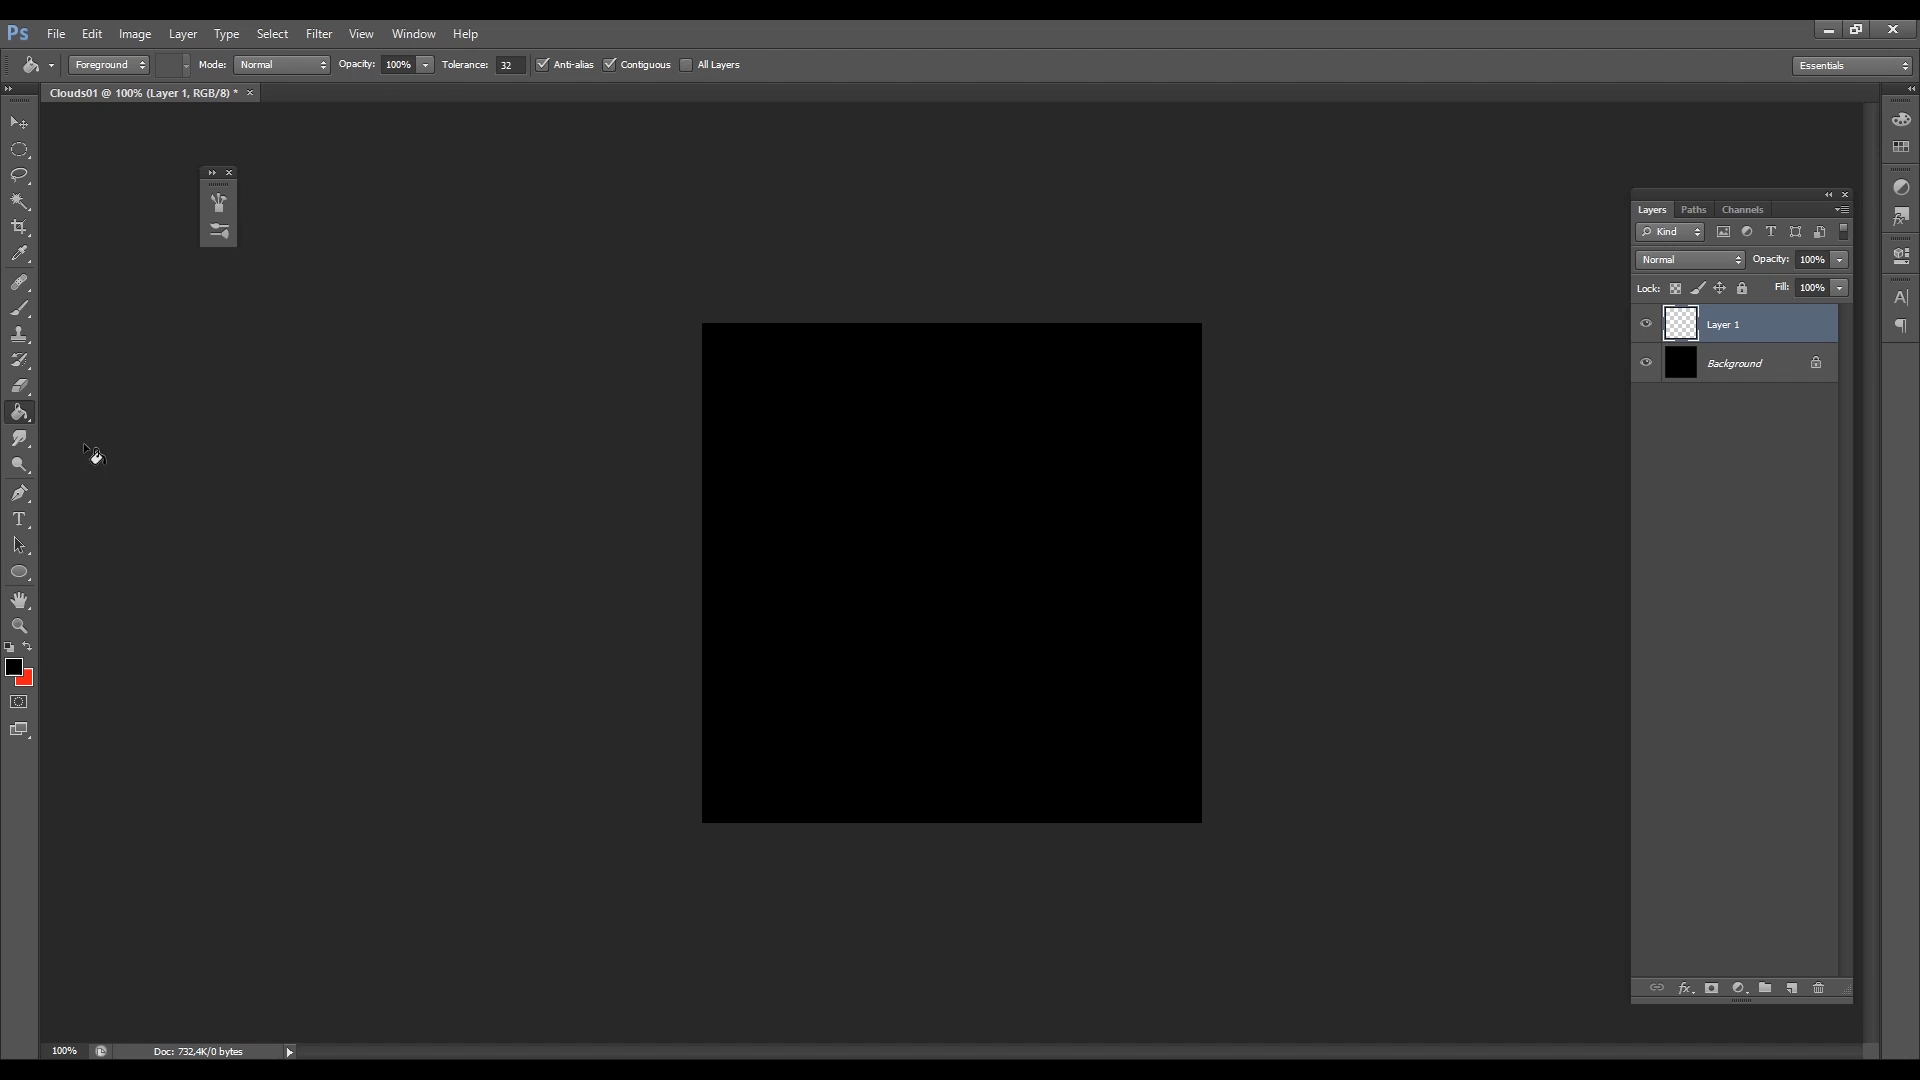 Ps File Edit Image Layer Type Select Filter View Window Help
Foreground Mode: Normal Opacity: 100% Tolerance: 32 Anti-alias Contiguous All Layers Essentials
Clouds01 @ 100% (Layer 1, RGB/8) * ×
Layers Paths Channels
Kind
Normal Opacity: 100%
Lock: Fill: 100%
Layer 1
Background
100% Doc: 732,4K/0 bytes